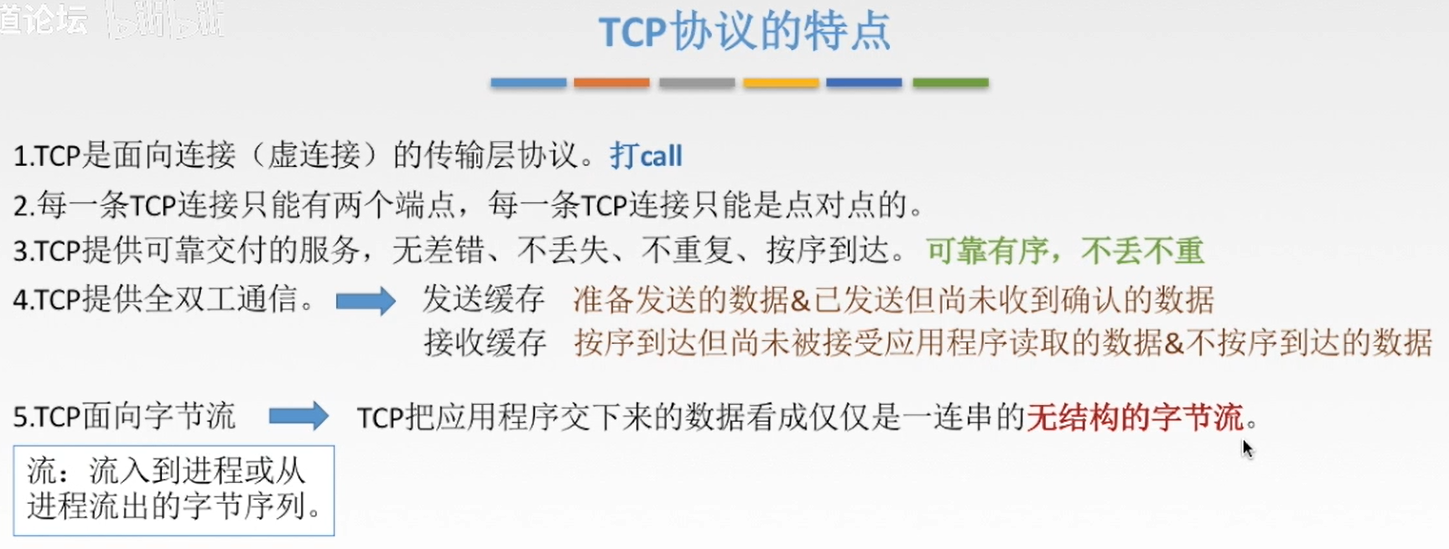 道论坛 bilibili
TCP协议的特点
1.TCP是面向连接（虚连接）的传输层协议。打call
2.每一条TCP连接只能有两个端点，每一条TCP连接只能是点对点的。
3.TCP提供可靠交付的服务，无差错、不丢失、不重复、按序到达。可靠有序，不丢不重
4.TCP提供全双工通信。 发送缓存 准备发送的数据&已发送但尚未收到确认的数据
接收缓存 按序到达但尚未被接受应用程序读取的数据&不按序到达的数据
5.TCP面向字节流 TCP把应用程序交下来的数据看成仅仅是一连串的无结构的字节流。
流：流入到进程或从
进程流出的字节序列。